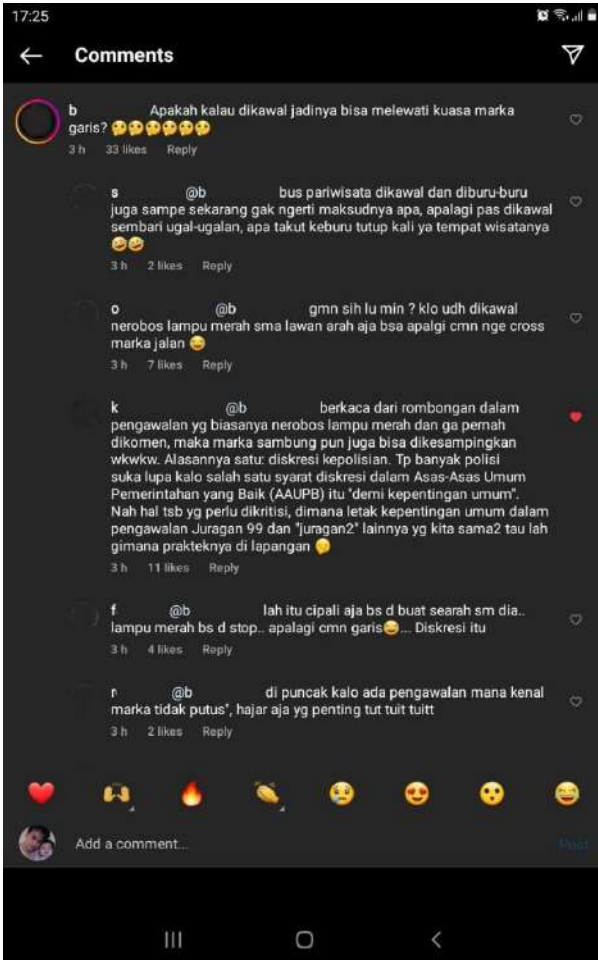 17:25
Comments
b Apakah kalau dikawal jadinya bisa melewati kuasa marka
garis? 🤔🤔🤔🤔🤔🤔
3 h 33 likes Reply
s @b bus pariwisata dikawal dan diburu-buru
juga sampe sekarang gak ngerti maksudnya apa, apalagi pas dikawal
sembari ugal-ugalan, apa takut keburu tutup kali ya tempat wisatanya
🤣🤣
3 h 2 likes Reply
o @b gmn sih lu min ? klo udh dikawal
nerobos lampu merah sma lawan arah aja bsa apalgi cmn nge cross
marka jalan 😂
3 h 7 likes Reply
k @b berkaca dari rombongan dalam
pengawalan yg biasanya nerobos lampu merah dan ga pernah
dikomen, maka marka sambung pun juga bisa dikesampingkan
wkwkw. Alasannya satu: diskresi kepolisian. Tp banyak polisi
suka lupa kalo salah satu syarat diskresi dalam Asas-Asas Umum
Pemerintahan yang Baik (AAUPB) itu "demi kepentingan umum".
Nah hal tsb yg perlu dikritisi, dimana letak kepentingan umum dalam
pengawalan Juragan 99 dan "juragan2" lainnya yg kita sama2 tau lah
gimana prakteknya di lapangan 🤫
3 h 11 likes Reply
f @b lah itu cipali aja bs d buat searah sm dia..
lampu merah bs d stop.. apalagi cmn garis😂... Diskresi itu
3 h 4 likes Reply
r @b di puncak kalo ada pengawalan mana kenal
marka tidak putus", hajar aja yg penting tut tuit tuitt
3 h 2 likes Reply
Add a comment...
Post